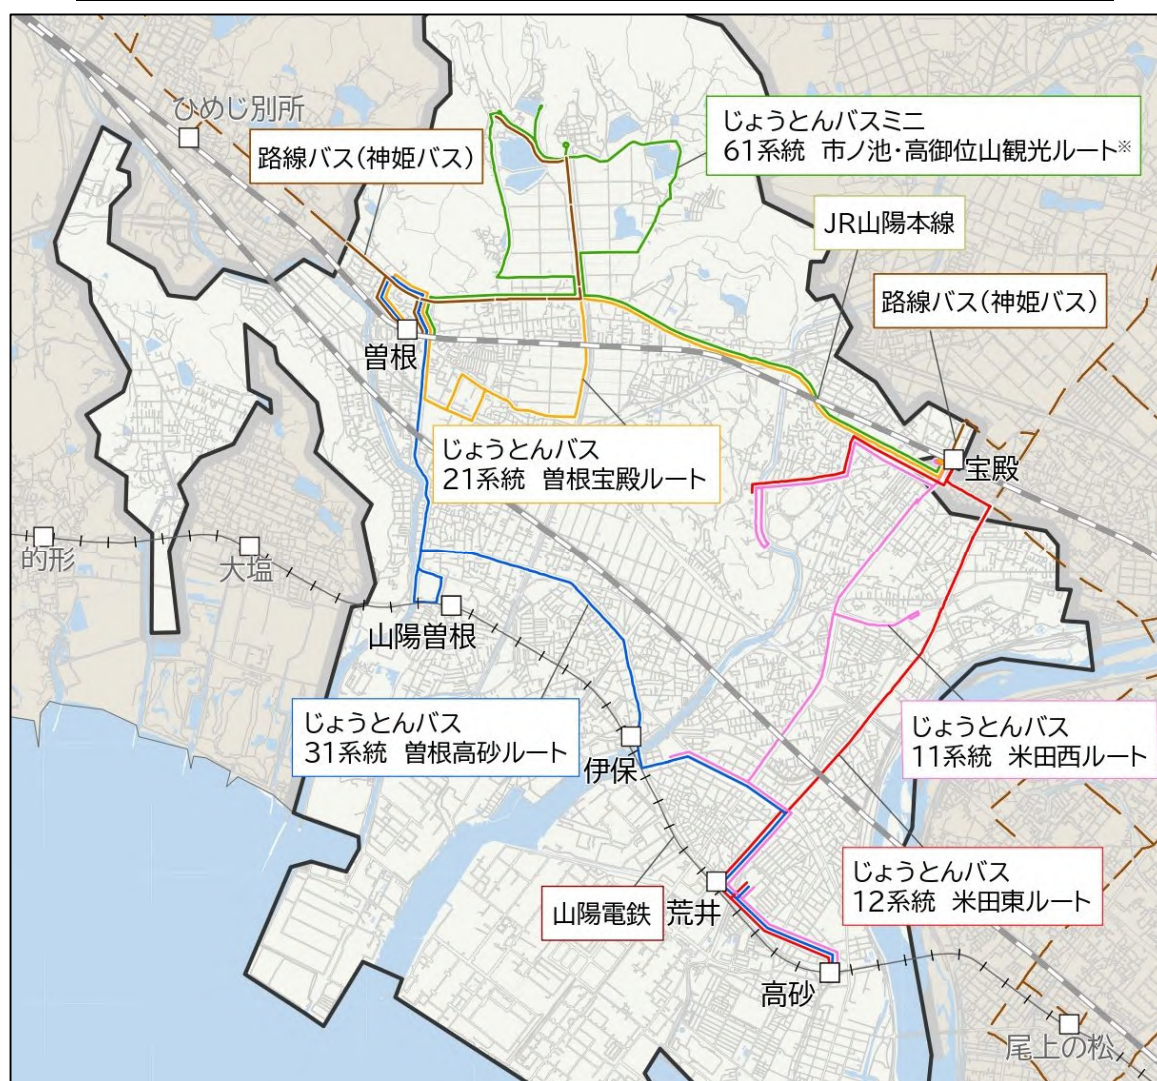 ひめじ別所
路線バス(神姫バス)
じょうとんバスミニ
61系統 市ノ池・高御位山観光ルート※
JR山陽本線
路線バス(神姫バス)
曽根
じょうとんバス
21系統 曽根宝殿ルート
宝殿
的形
大塩
山陽曽根
じょうとんバス
31系統 曽根高砂ルート
伊保
じょうとんバス
11系統 米田西ルート
山陽電鉄
荒井
じょうとんバス
12系統 米田東ルート
高砂
尾上の松